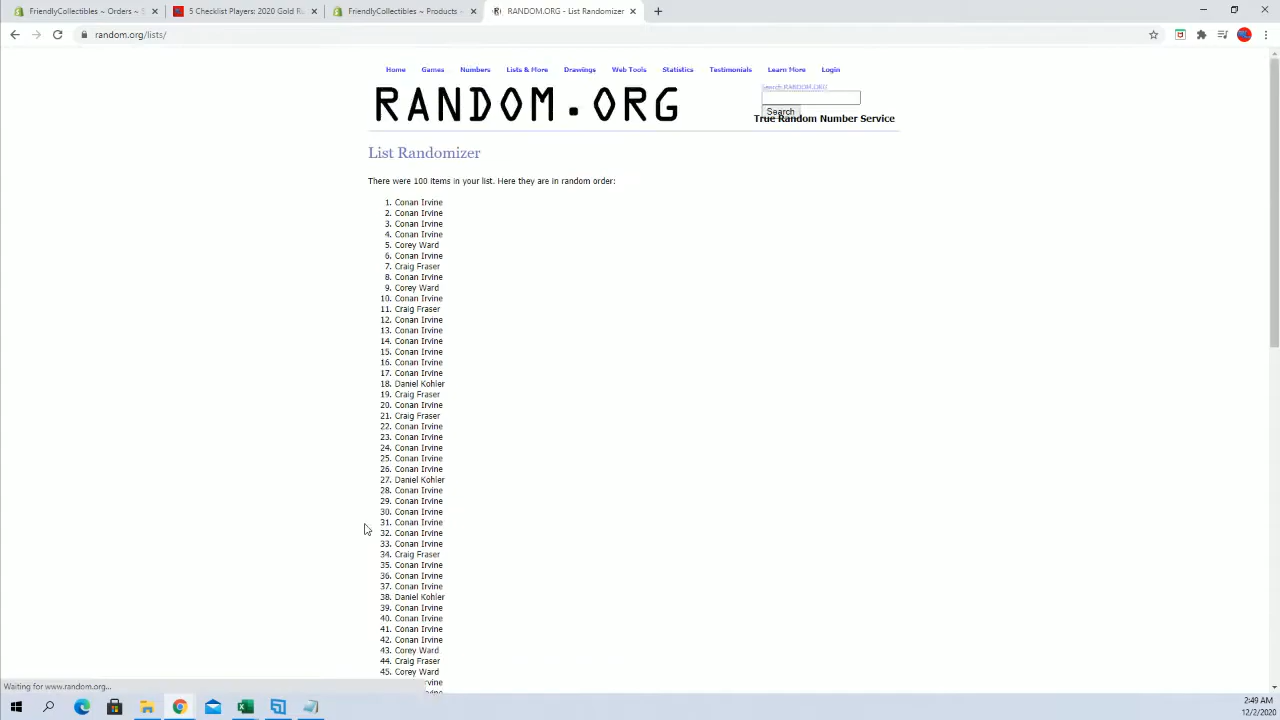 FriendlyCollectibles ~ Orders ~ S
5 Checklist Players: 2020 Gold Ru
FriendlyCollectibles ~ Products ~
RANDOM.ORG - List Randomizer
random.org/lists/
Home Games Numbers Lists & More Drawings Web Tools Statistics Testimonials Learn More Login
Search RANDOM.ORG
RANDOM.ORG
Search
True Random Number Service
List Randomizer
There were 100 items in your list. Here they are in random order:
1. Conan Irvine
2. Conan Irvine
3. Conan Irvine
4. Conan Irvine
5. Corey Ward
6. Conan Irvine
7. Craig Fraser
8. Conan Irvine
9. Corey Ward
10. Conan Irvine
11. Craig Fraser
12. Conan Irvine
13. Conan Irvine
14. Conan Irvine
15. Conan Irvine
16. Conan Irvine
17. Conan Irvine
18. Daniel Kohler
19. Craig Fraser
20. Conan Irvine
21. Craig Fraser
22. Conan Irvine
23. Conan Irvine
24. Conan Irvine
25. Conan Irvine
26. Conan Irvine
27. Daniel Kohler
28. Conan Irvine
29. Conan Irvine
30. Conan Irvine
31. Conan Irvine
32. Conan Irvine
33. Conan Irvine
34. Craig Fraser
35. Conan Irvine
36. Conan Irvine
37. Conan Irvine
38. Daniel Kohler
39. Conan Irvine
40. Conan Irvine
41. Conan Irvine
42. Conan Irvine
43. Corey Ward
44. Craig Fraser
45. Corey Ward
Waiting for www.random.org...
2:49 AM
12/2/2020